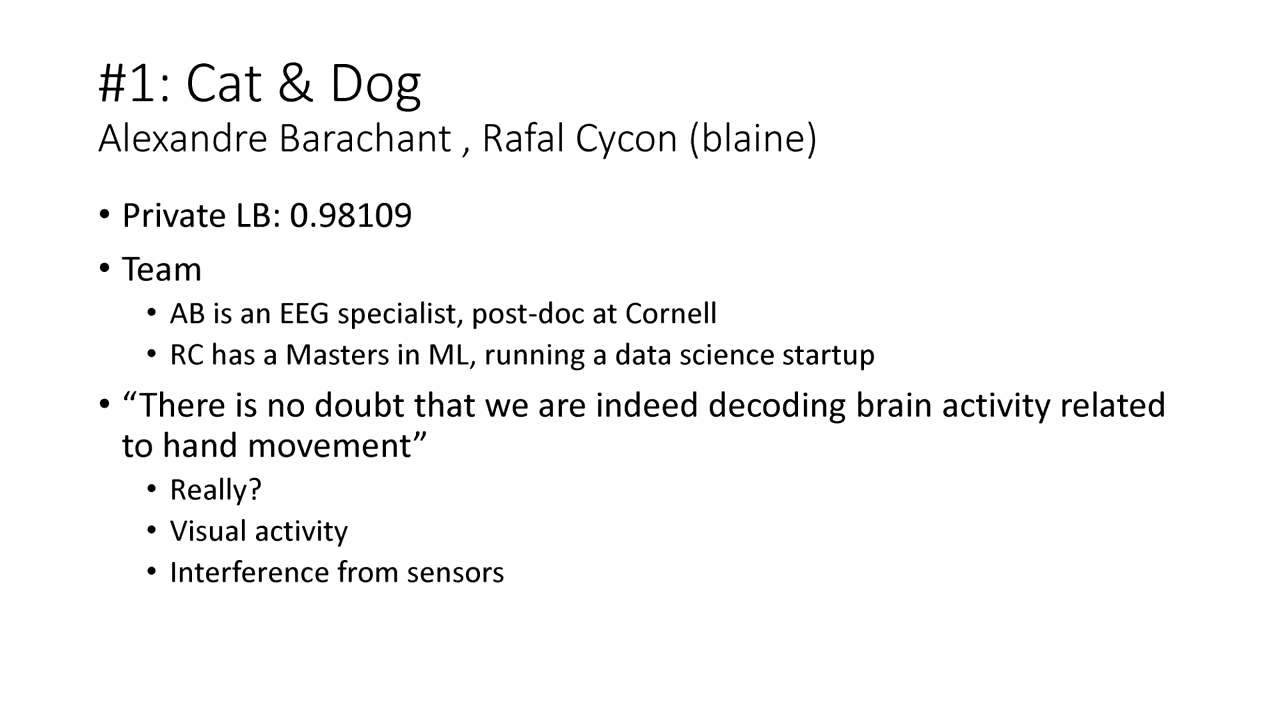 #1: Cat & Dog
Alexandre Barachant , Rafal Cycon (blaine)
• Private LB: 0.98109
• Team
• AB is an EEG specialist, post-doc at Cornell
• RC has a Masters in ML, running a data science startup
• “There is no doubt that we are indeed decoding brain activity related
to hand movement”
• Really?
• Visual activity
• Interference from sensors